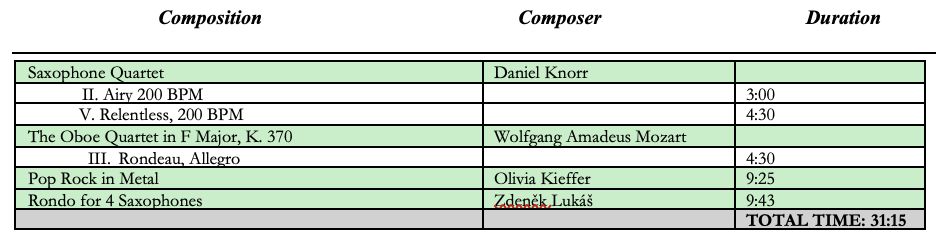 Composition Composer Duration
Saxophone Quartet Daniel Knorr
II. Airy 200 BPM 3:00
V. Relentless, 200 BPM 4:30
The Oboe Quartet in F Major, K. 370 Wolfgang Amadeus Mozart
III. Rondeau, Allegro 4:30
Pop Rock in Metal Olivia Kieffer 9:25
Rondo for 4 Saxophones Zdeněk Lukáš 9:43
TOTAL TIME: 31:15